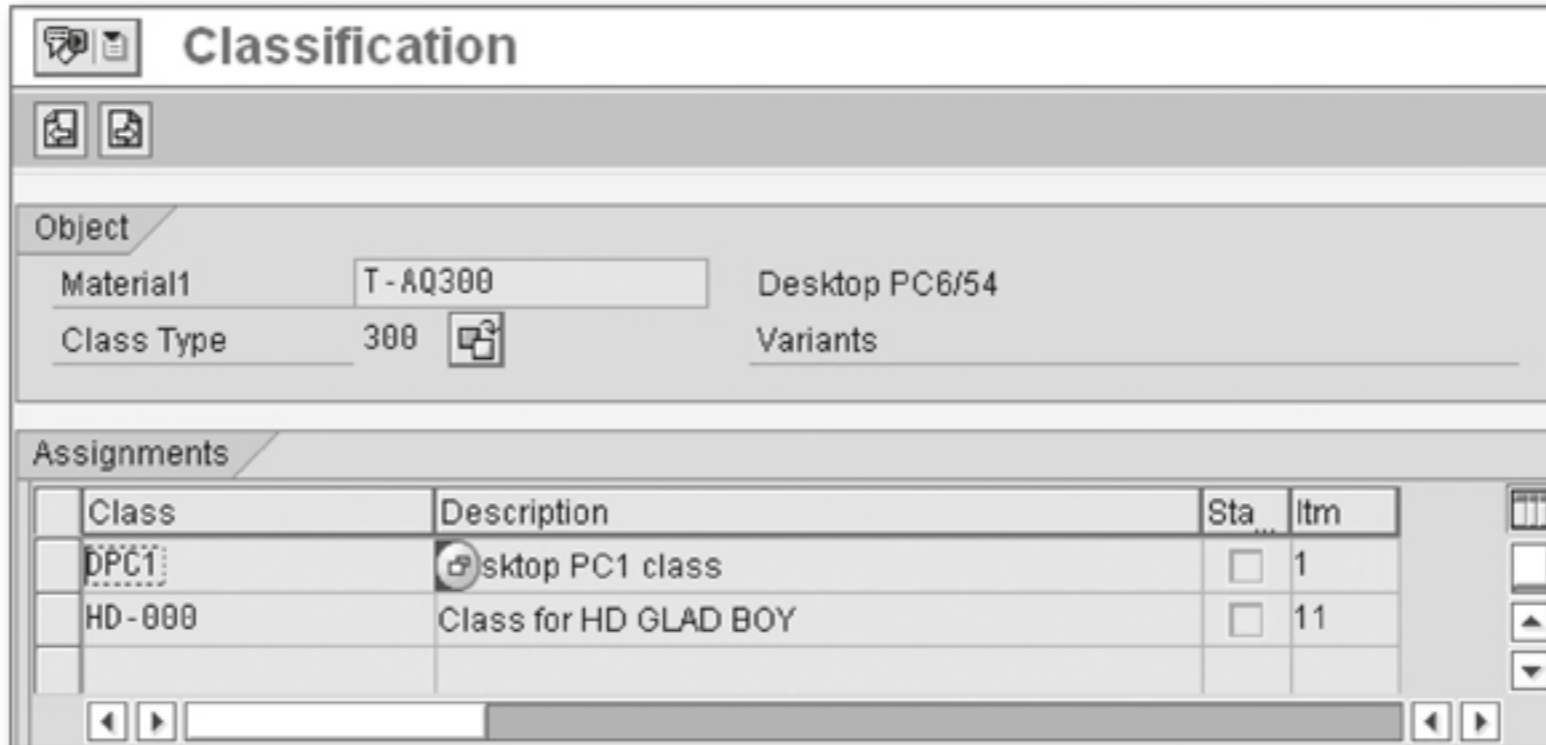 Classification
Object
Material1 T-AQ300 Desktop PC6/54
Class Type 300 Variants
Assignments
Class Description Sta... Itm
DPC1 sktop PC1 class 1
HD-000 Class for HD GLAD BOY 11